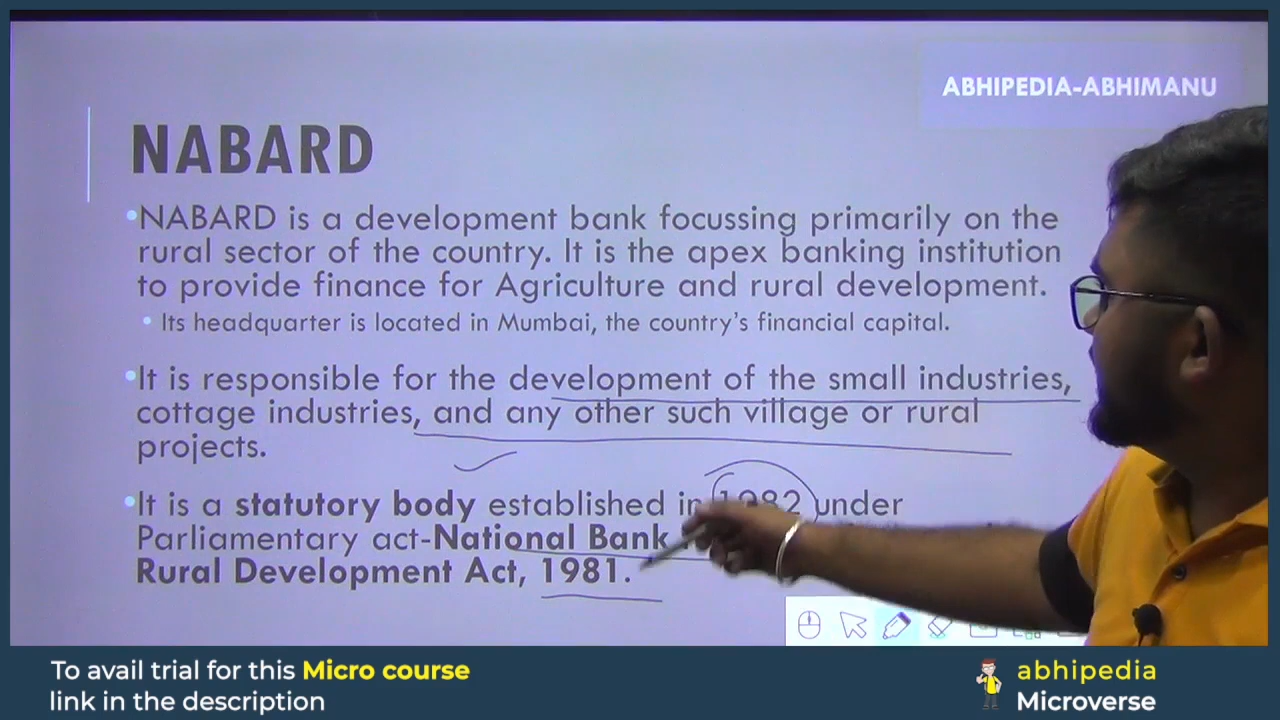 ABHIPEDIA-ABHIMANU
NABARD
•NABARD is a development bank focussing primarily on the
rural sector of the country. It is the apex banking institution
to provide finance for Agriculture and rural development.
• Its headquarter is located in Mumbai, the country's financial capital.
•It is responsible for the development of the small industries,
cottage industries, and any other such village or rural
projects.
•It is a statutory body established in 1982 under
Parliamentary act-National Bank
Rural Development Act, 1981.
To avail trial for this Micro course
link in the description
abhipedia
Microverse